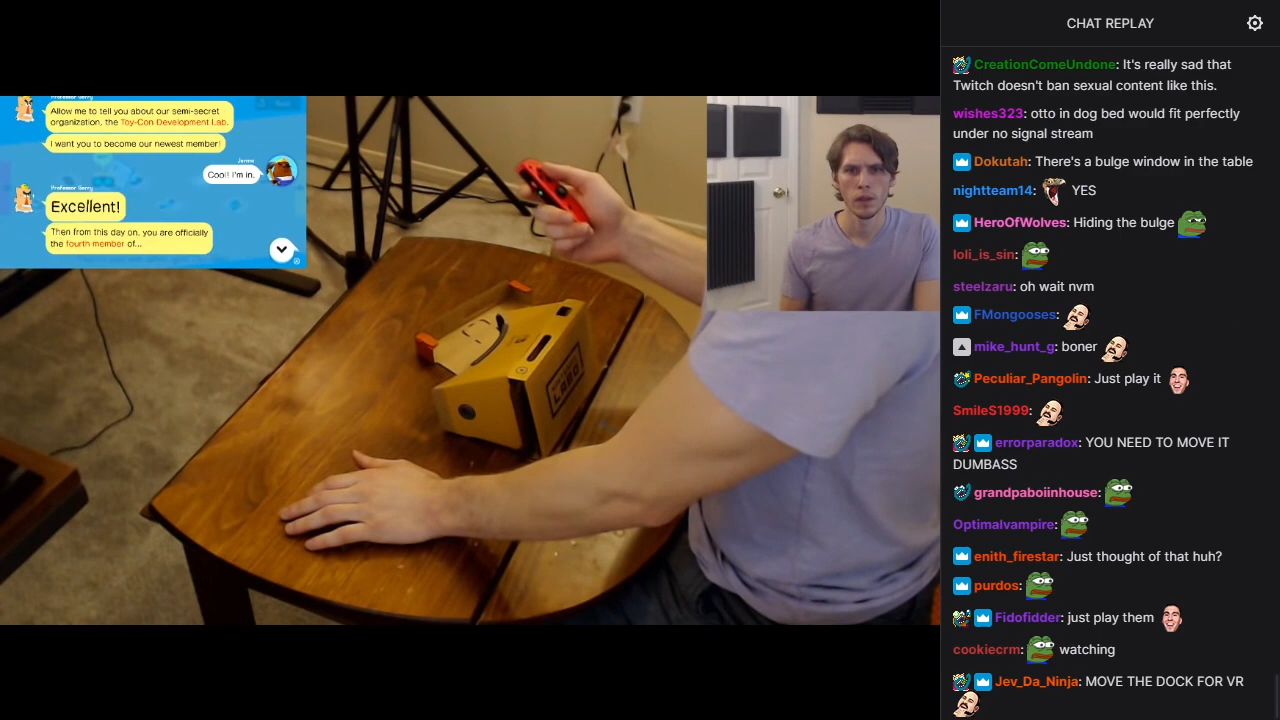 Professor Gerry
Allow me to tell you about our semi-secret
organization, the Toy-Con Development Lab.
I want you to become our newest member!
Cool! I'm in.
Professor Gerry
Excellent!
Then from this day on, you are officially
the fourth member of...
LABO
CHAT REPLAY
CreationComeUndone: It's really sad that
Twitch doesn't ban sexual content like this.
wishes323: otto in dog bed would fit perfectly
under no signal stream
Dokutah: There's a bulge window in the table
nightteam14: YES
HeroOfWolves: Hiding the bulge
loli_is_sin:
steelzaru: oh wait nvm
FMongooses:
mike_hunt_g: boner
Peculiar_Pangolin: Just play it
SmileS1999:
errorparadox: YOU NEED TO MOVE IT
DUMBASS
grandpaboiinhouse:
Optimalvampire:
enith_firestar: Just thought of that huh?
purdos:
Fidofidder: just play them
cookiecrm: watching
Jev_Da_Ninja: MOVE THE DOCK FOR VR